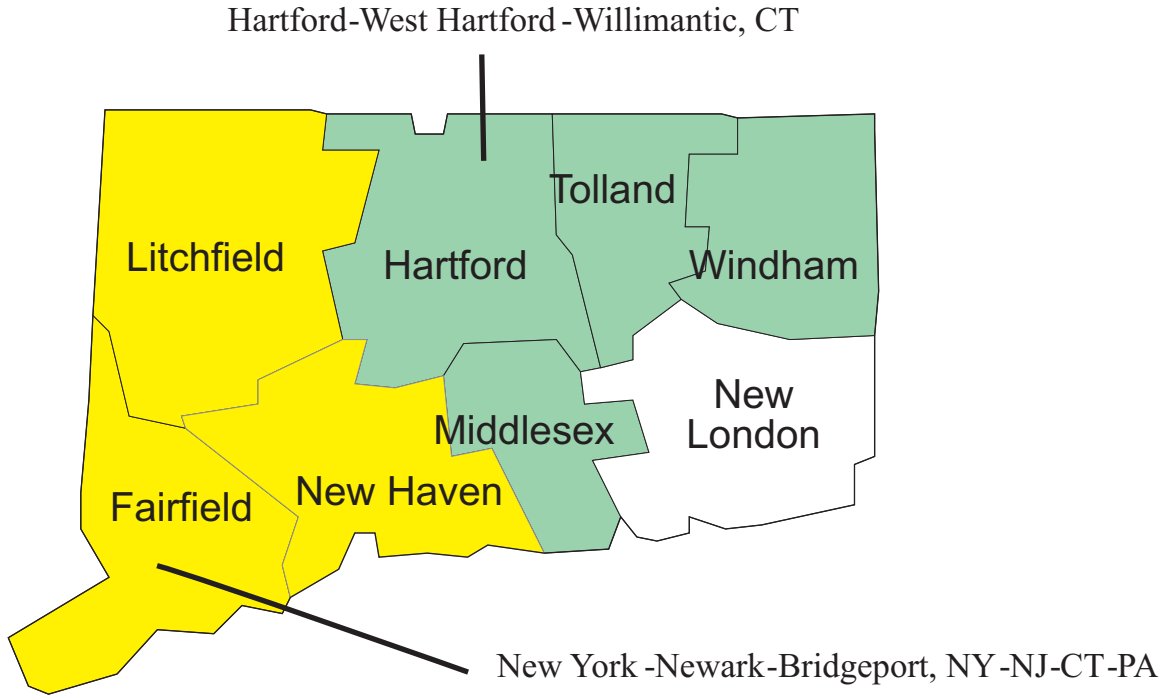 Hartford-West Hartford-Willimantic, CT
Tolland
Litchfield
Hartford
Windham
New
London
Middlesex
New Haven
Fairfield
New York-Newark-Bridgeport, NY-NJ-CT-PA